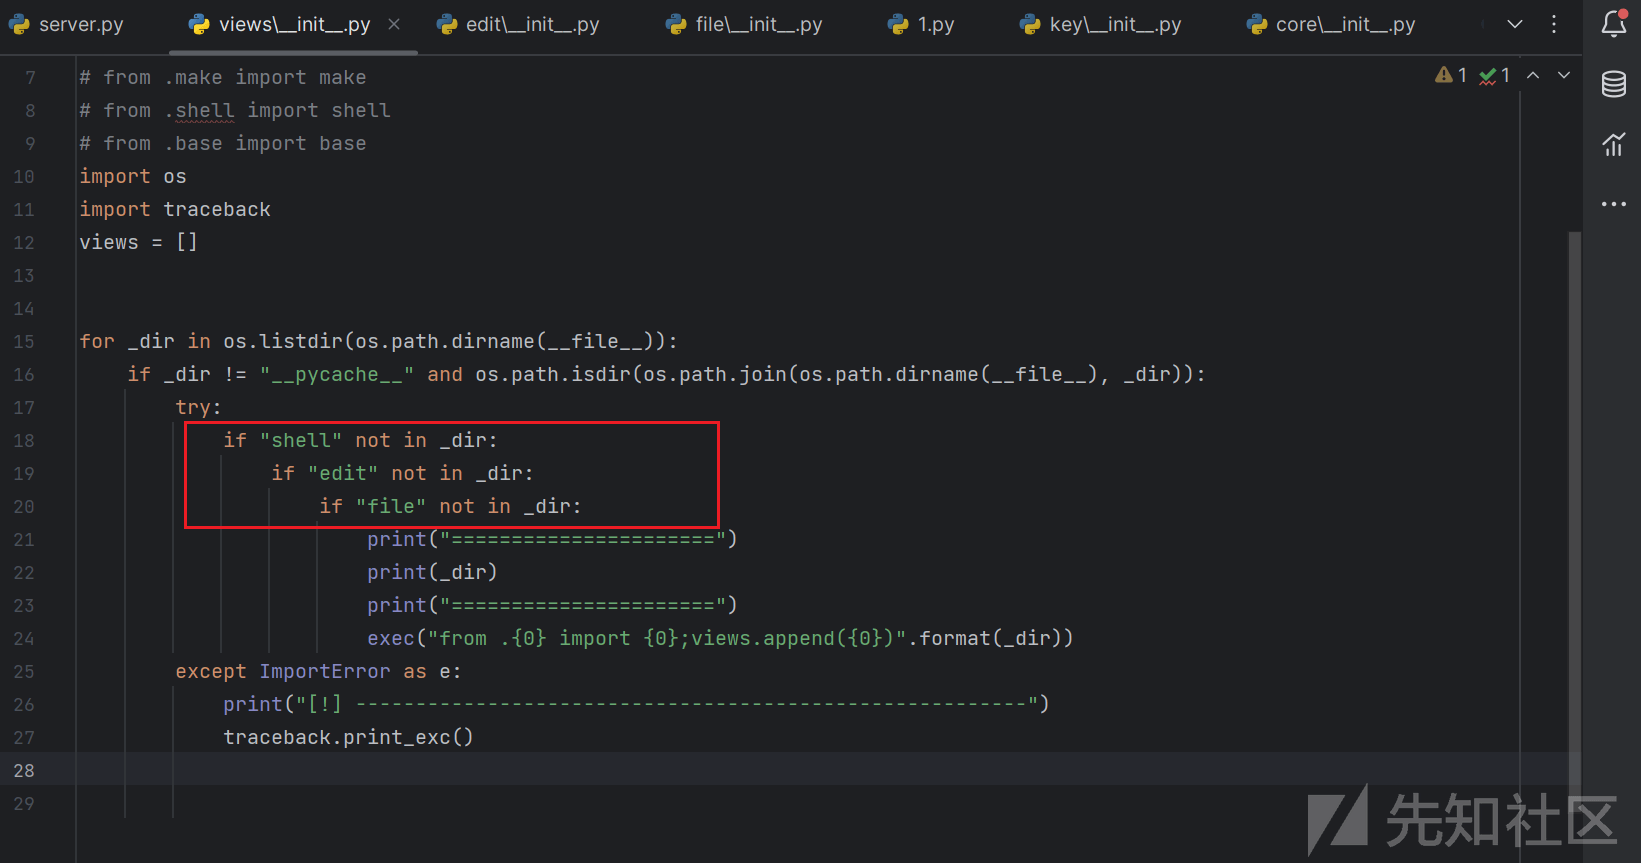 server.py views\__init__.py edit\__init__.py file\__init__.py 1.py key\__init__.py core\__init__.py
1 1
7 # from .make import make
8 # from .shell import shell
9 # from .base import base
10 import os
11 import traceback
12 views = []
13
14
15 for _dir in os.listdir(os.path.dirname(__file__)):
16 if _dir != "__pycache__" and os.path.isdir(os.path.join(os.path.dirname(__file__), _dir)):
17 try:
18 if "shell" not in _dir:
19 if "edit" not in _dir:
20 if "file" not in _dir:
21 print("======================")
22 print(_dir)
23 print("======================")
24 exec("from .{0} import {0};views.append({0})".format(_dir))
25 except ImportError as e:
26 print("[!] --------------------------------------------------------")
27 traceback.print_exc()
28
29
先知社区